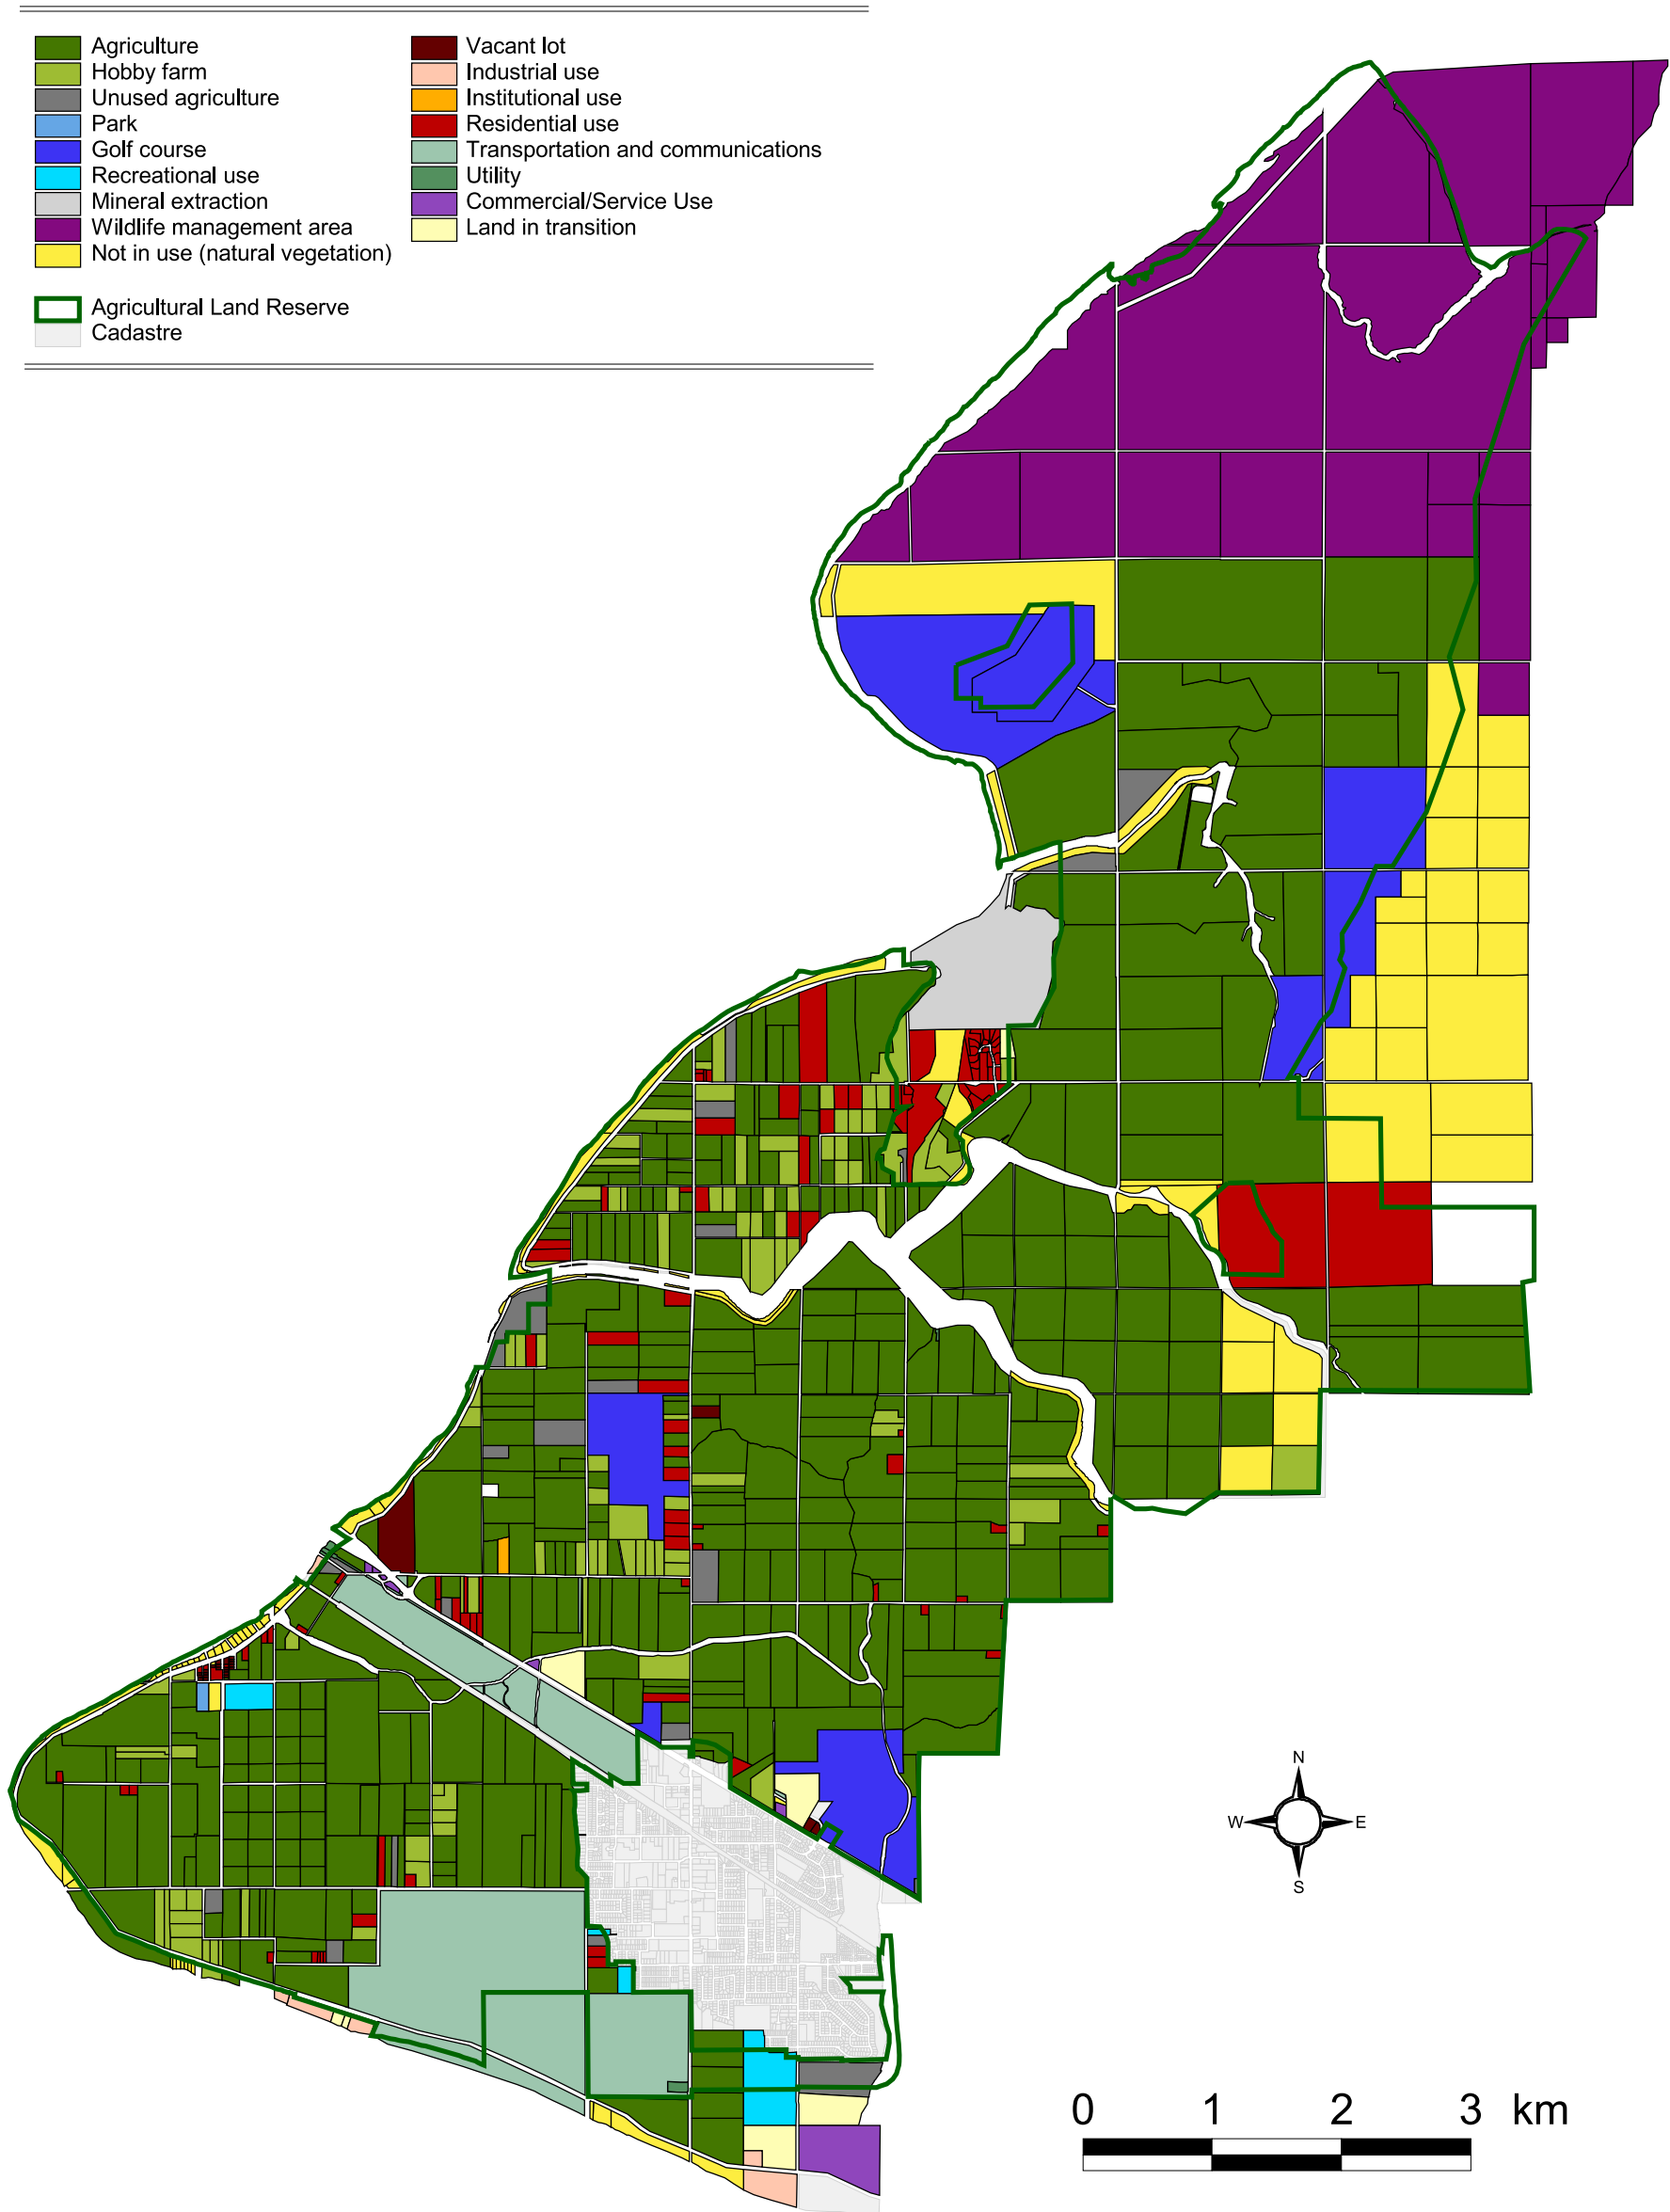 Agriculture
Hobby farm
Unused agriculture
Park
Golf course
Recreational use
Mineral extraction
Wildlife management area
Not in use (natural vegetation)
Vacant lot
Industrial use
Institutional use
Residential use
Transportation and communications
Utility
Commercial/Service Use
Land in transition
Agricultural Land Reserve
Cadastre
N
W E
S
0 1 2 3 km